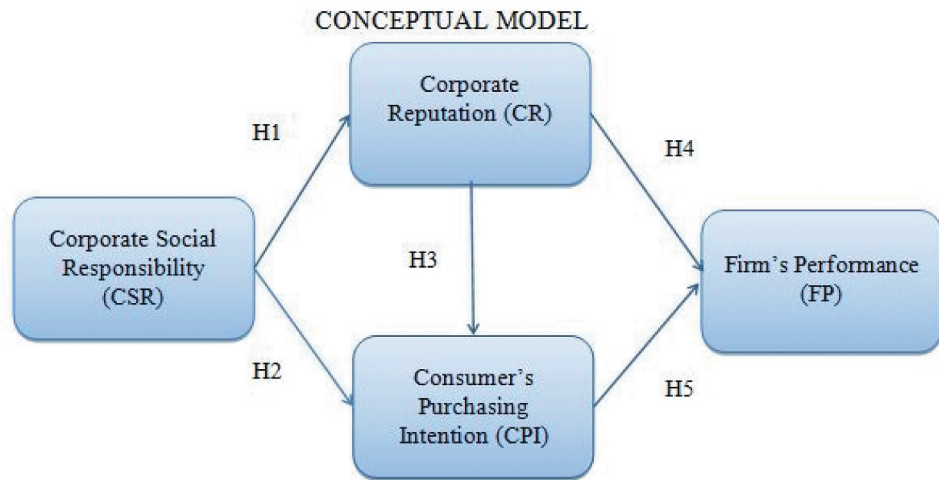 CONCEPTUAL MODEL
Corporate
Reputation (CR)
H1
H4
Corporate Social
Responsibility
(CSR)
H3
Firm’s Performance
(FP)
H2
Consumer’s
Purchasing
Intention (CPI)
H5